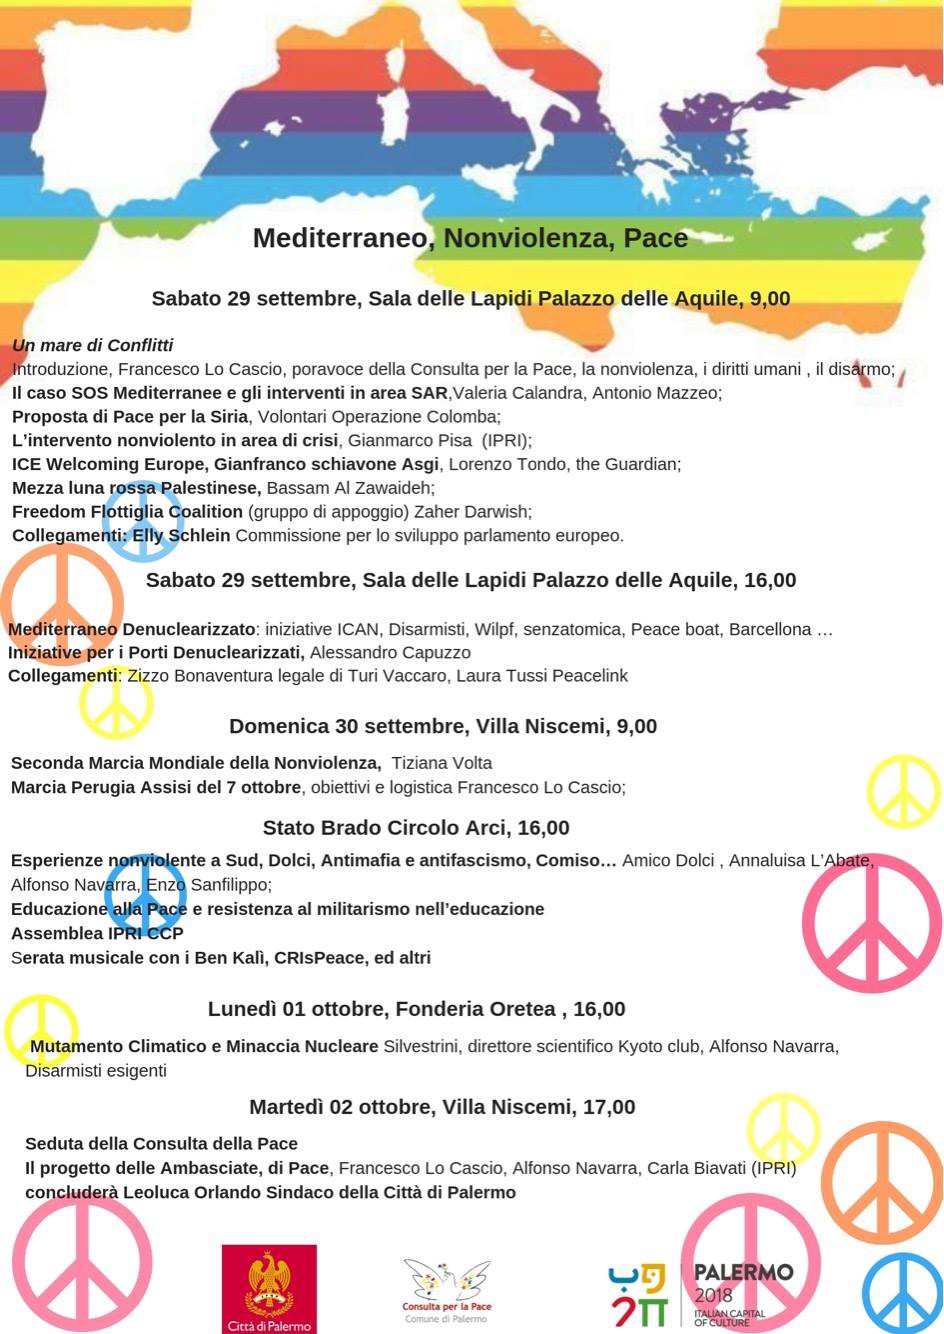 Mediterraneo, Nonviolenza, Pace
Sabato 29 settembre, Sala delle Lapidi Palazzo delle Aquile, 9,00
Un mare di Conflitti
Introduzione, Francesco Lo Cascio, poravoce della Consulta per la Pace, la nonviolenza, i diritti umani , il disarmo;
Il caso SOS Mediterranee e gli interventi in area SAR,Valeria Calandra, Antonio Mazzeo;
Proposta di Pace per la Siria, Volontari Operazione Colomba;
L’intervento nonviolento in area di crisi, Gianmarco Pisa (IPRI);
ICE Welcoming Europe, Gianfranco schiavone Asgi, Lorenzo Tondo, the Guardian;
Mezza luna rossa Palestinese, Bassam Al Zawaideh;
Freedom Flottiglia Coalition (gruppo di appoggio) Zaher Darwish;
Collegamenti: Elly Schlein Commissione per lo sviluppo parlamento europeo.
Sabato 29 settembre, Sala delle Lapidi Palazzo delle Aquile, 16,00
Mediterraneo Denuclearizzato: iniziative ICAN, Disarmisti, Wilpf, senzatomica, Peace boat, Barcellona …
Iniziative per i Porti Denuclearizzati, Alessandro Capuzzo
Collegamenti: Zizzo Bonaventura legale di Turi Vaccaro, Laura Tussi Peacelink
Domenica 30 settembre, Villa Niscemi, 9,00
Seconda Marcia Mondiale della Nonviolenza, Tiziana Volta
Marcia Perugia Assisi del 7 ottobre, obiettivi e logistica Francesco Lo Cascio;
Stato Brado Circolo Arci, 16,00
Esperienze nonviolente a Sud, Dolci, Antimafia e antifascismo, Comiso… Amico Dolci , Annaluisa L’Abate,
Alfonso Navarra, Enzo Sanfilippo;
Educazione alla Pace e resistenza al militarismo nell’educazione
Assemblea IPRI CCP
Serata musicale con i Ben Kalì, CRIsPeace, ed altri
Lunedì 01 ottobre, Fonderia Oretea , 16,00
Mutamento Climatico e Minaccia Nucleare Silvestrini, direttore scientifico Kyoto club, Alfonso Navarra,
Disarmisti esigenti
Martedì 02 ottobre, Villa Niscemi, 17,00
Seduta della Consulta della Pace
Il progetto delle Ambasciate, di Pace, Francesco Lo Cascio, Alfonso Navarra, Carla Biavati (IPRI)
concluderà Leoluca Orlando Sindaco della Città di Palermo
Città di Palermo
Consulta per la Pace
Comune di Palermo
PALERMO
2018
ITALIAN CAPITAL
OF CULTURE